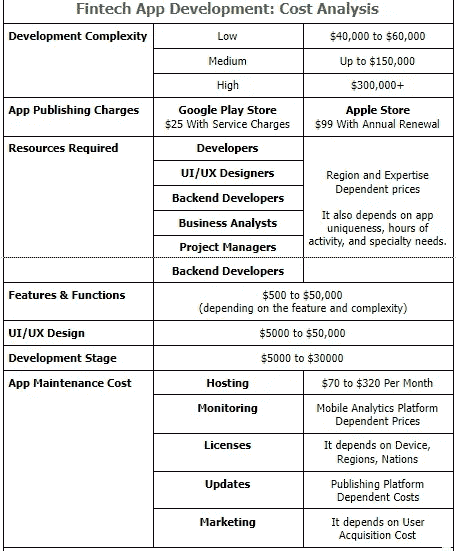 Fintech App Development: Cost Analysis
Development Complexity
Low
$40,000 to $60,000
Medium
Up to $150,000
High
$300,000+
App Publishing Charges
Google Play Store
$25 With Service Charges
Apple Store
$99 With Annual Renewal
Resources Required
Developers
UI/UX Designers
Backend Developers
Business Analysts
Project Managers
Region and Expertise
Dependent prices
It also depends on app
uniqueness, hours of
activity, and specialty needs.
Backend Developers
Features & Functions
$500 to $50,000
(depending on the feature and complexity)
UI/UX Design
$5000 to $50,000
Development Stage
$5000 to $30000
App Maintenance Cost
Hosting
$70 to $320 Per Month
Monitoring
Mobile Analytics Platform
Dependent Prices
Licenses
It depends on Device,
Regions, Nations
Updates
Publishing Platform
Dependent Costs
Marketing
It depends on User
Acquisition Cost